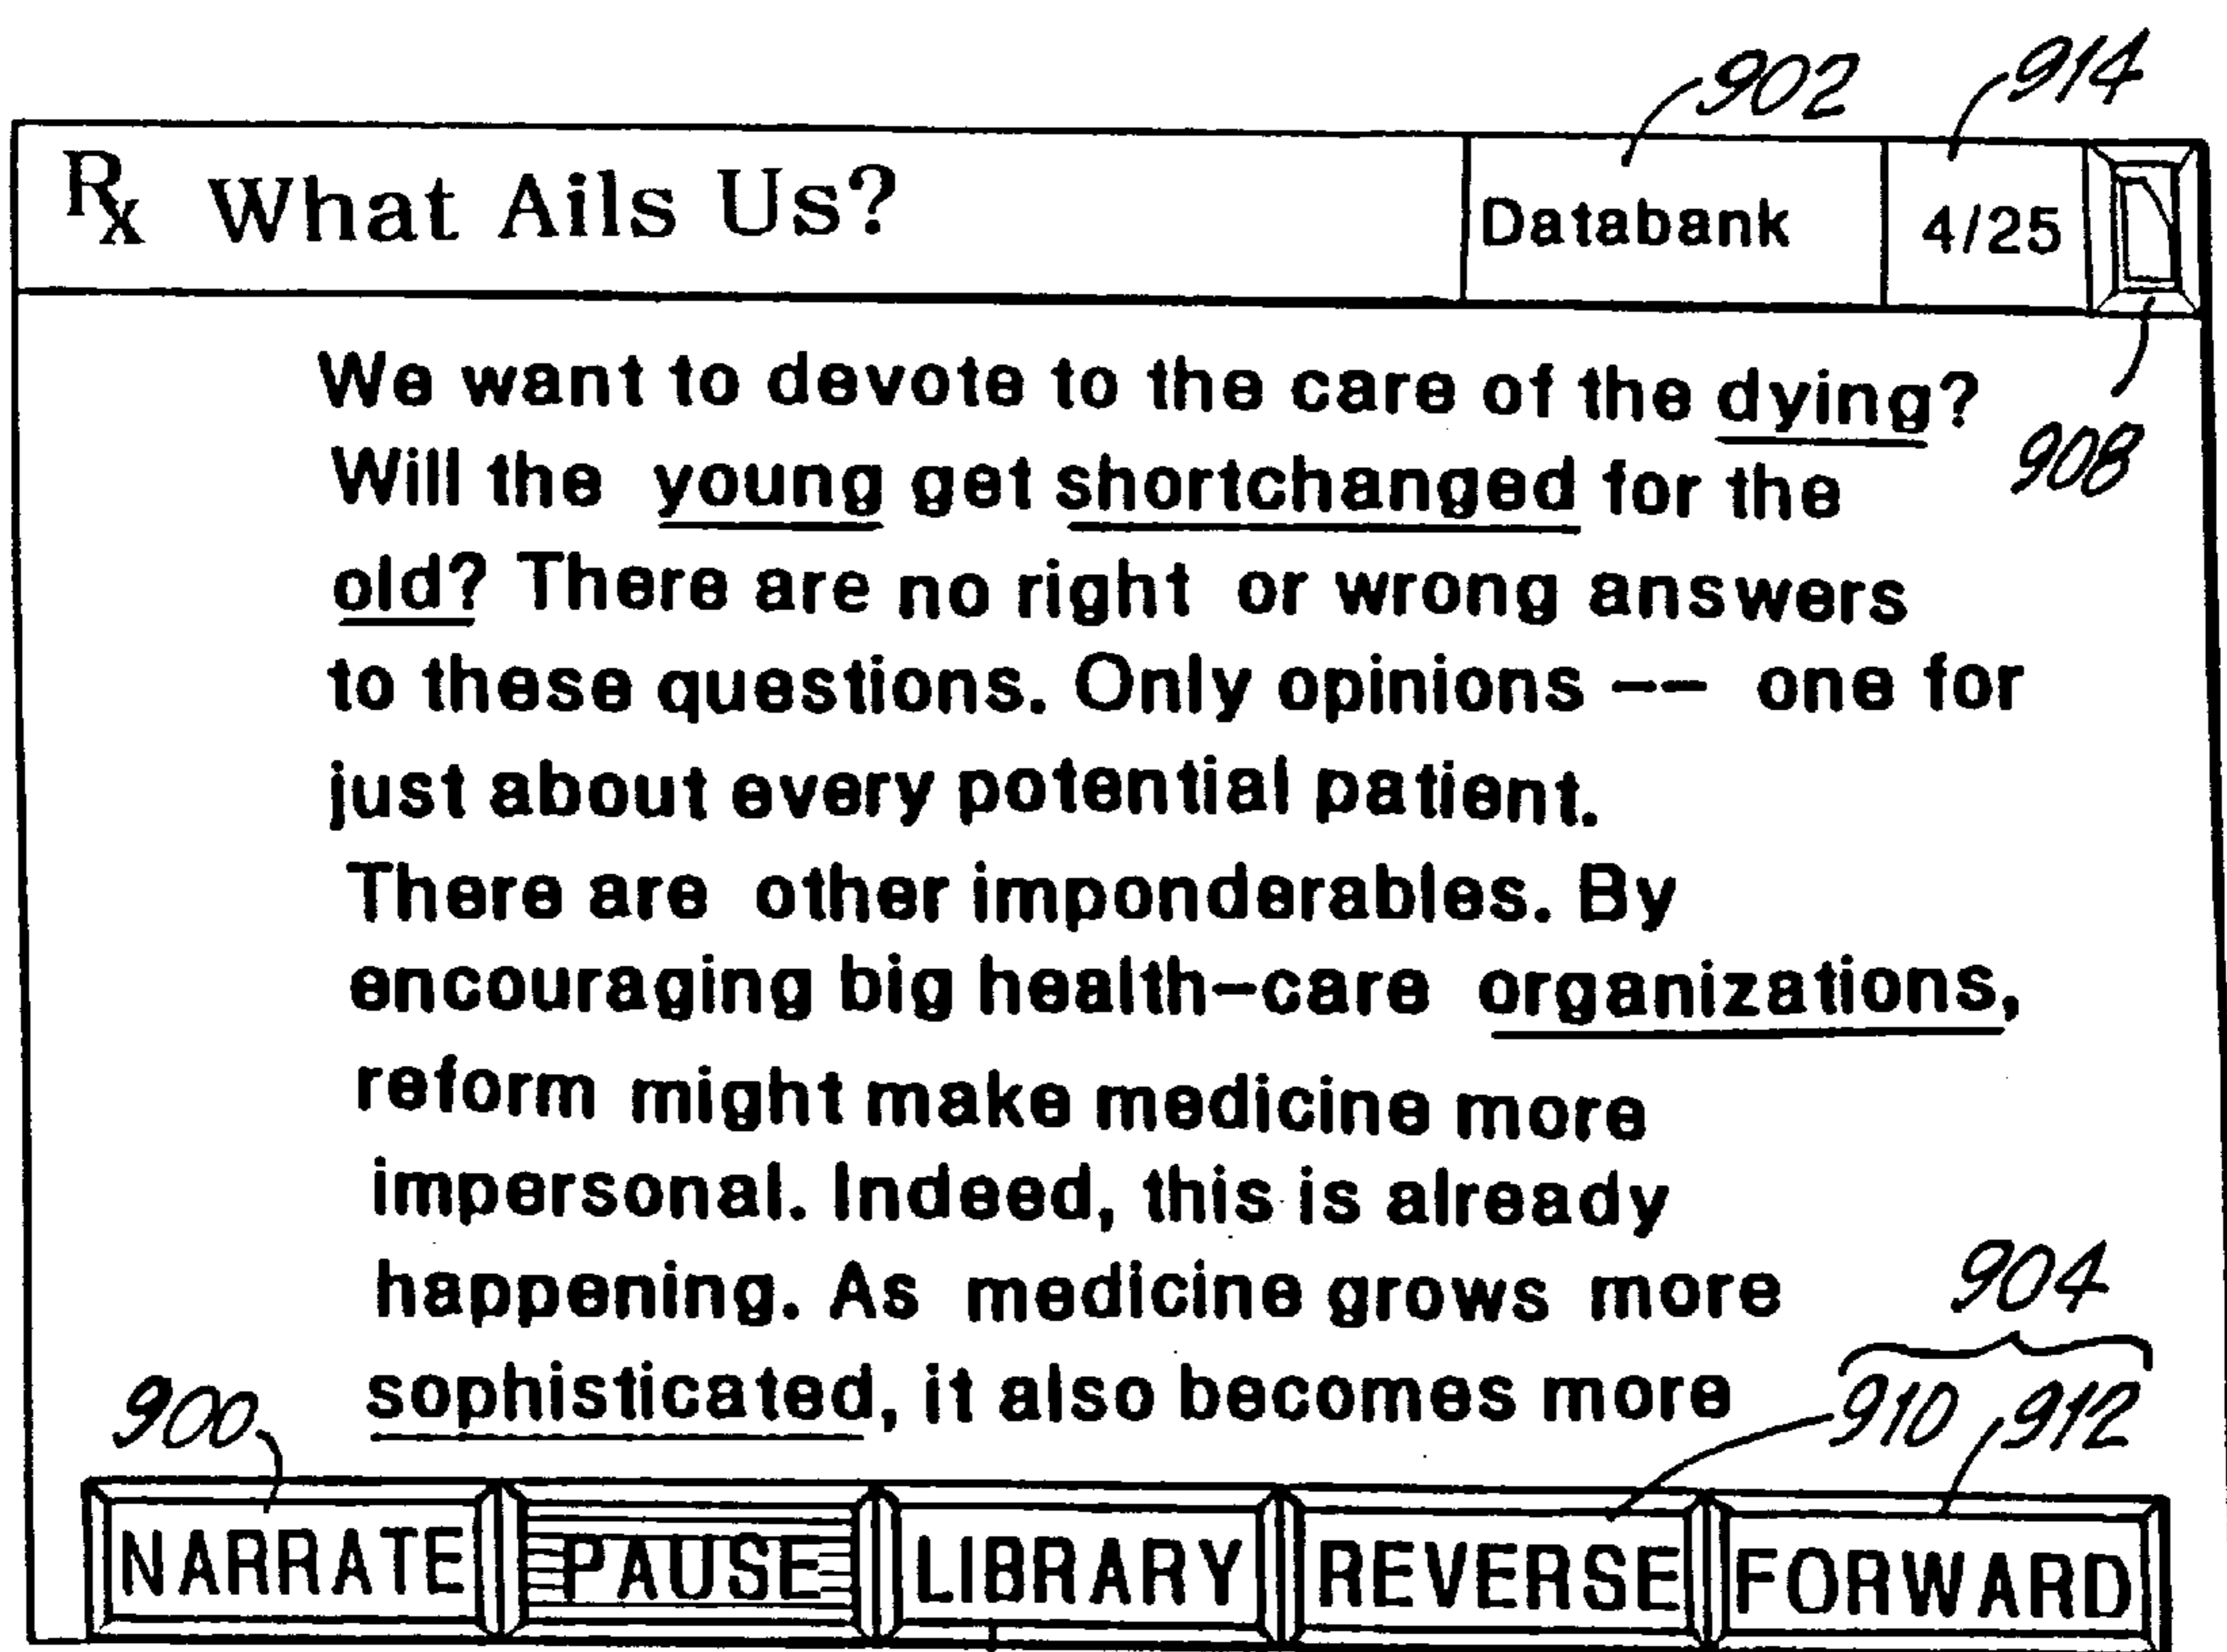 902 914
℞ What Ails Us? Databank 4/25
We want to devote to the care of the dying?
908
Will the young get shortchanged for the
old? There are no right or wrong answers
to these questions. Only opinions -- one for
just about every potential patient.
There are other imponderables. By
encouraging big health-care organizations,
reform might make medicine more
impersonal. Indeed, this is already
happening. As medicine grows more
904
sophisticated, it also becomes more
900 910 912
NARRATE PAUSE LIBRARY REVERSE FORWARD